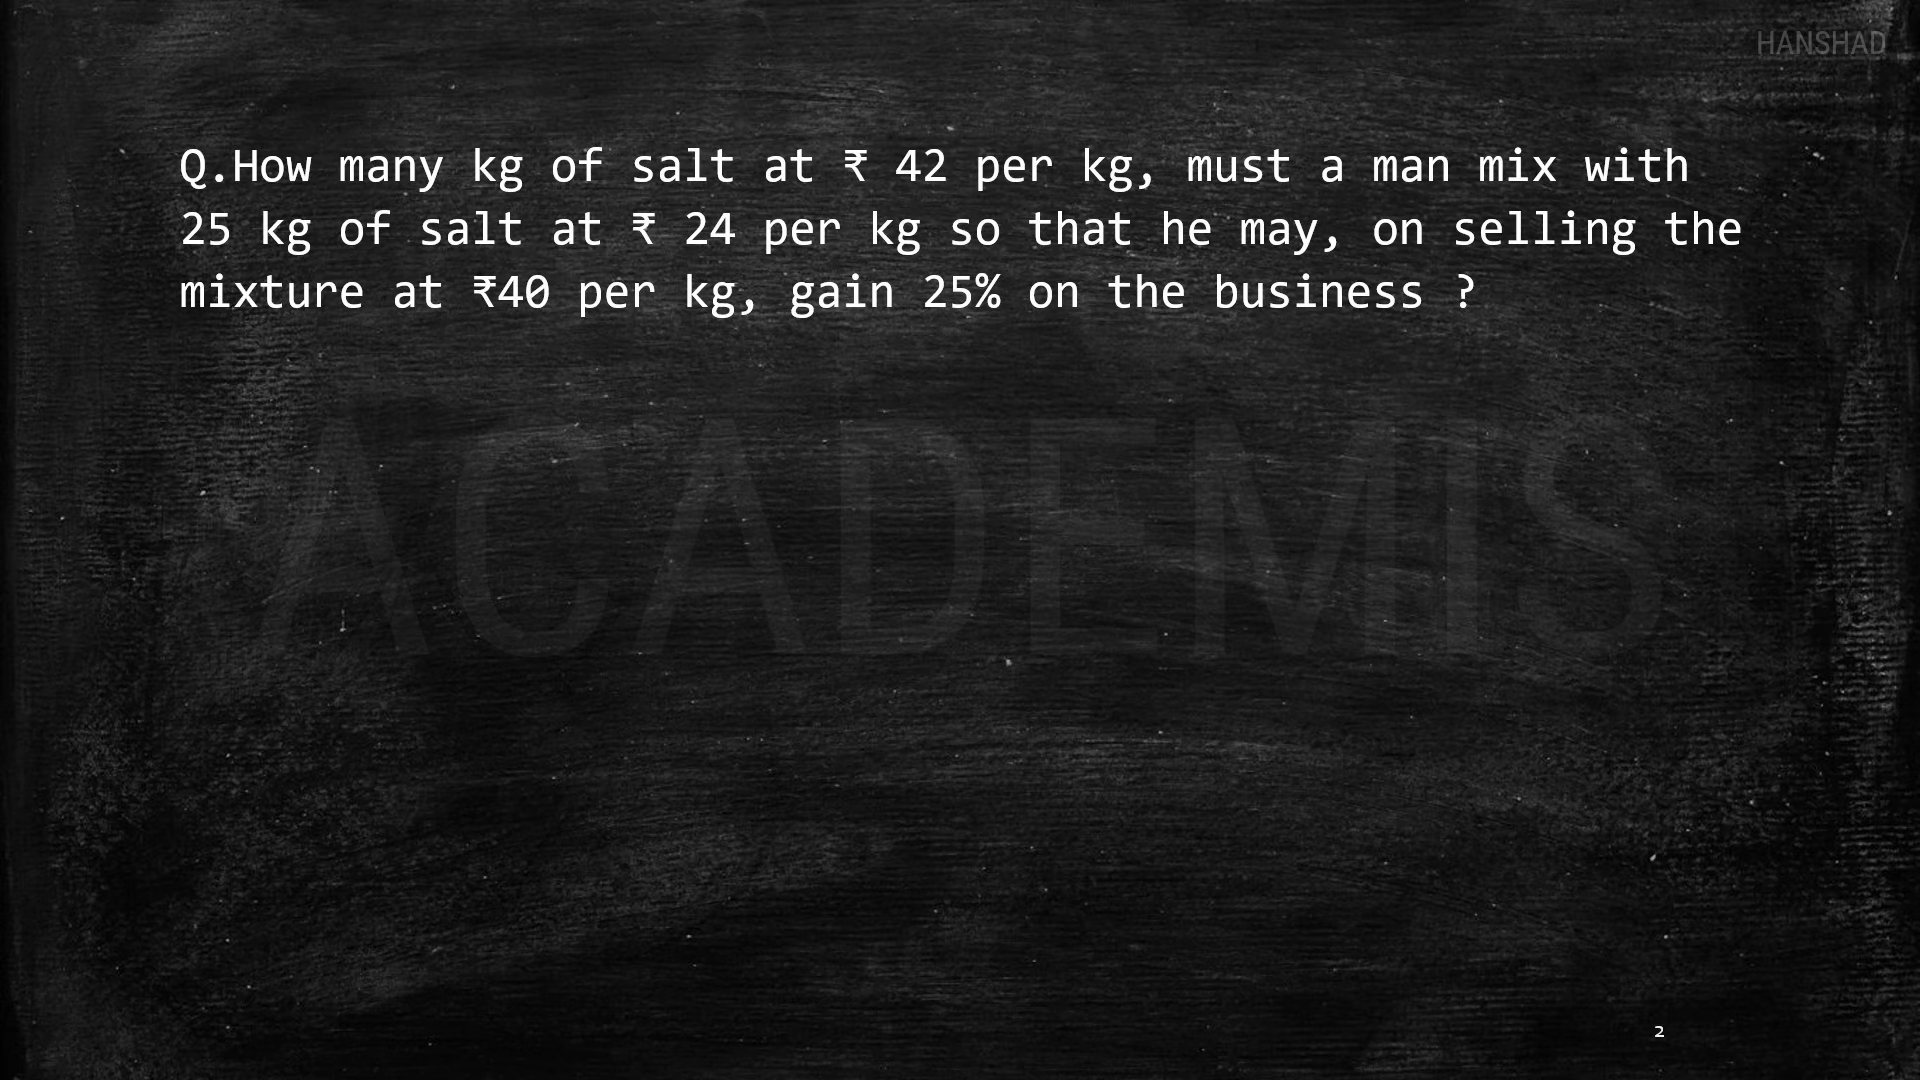 HANSHAD
Q.How many kg of salt at ₹ 42 per kg, must a man mix with
25 kg of salt at ₹ 24 per kg so that he may, on selling the
mixture at ₹40 per kg, gain 25% on the business ?
ACADEMIS
2